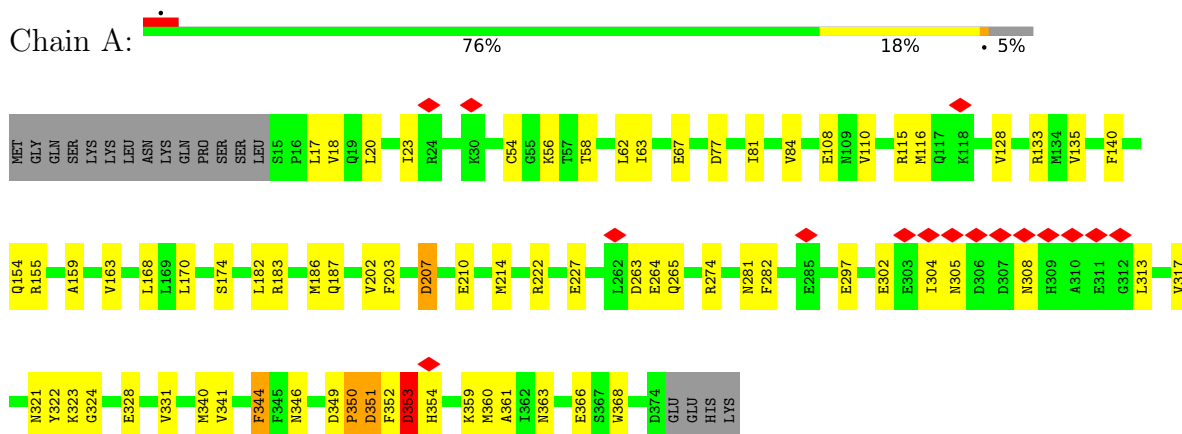 Chain A:
76% 18% 5%
MET GLY GLN SER LYS LYS LEU ASN LYS GLN PRO SER SER LEU S15 P16 L17 V18 Q19 L20 I23 R24 K30 C54 G55 K56 T57 T58 L62 I63 E67 D77 I81 V84 E108 N109 V110 R115 M116 Q117 K118 V128 R133 M134 V135 F140
Q154 R155 A159 V163 L168 L169 L170 S174 L182 R183 M186 Q187 V202 F203 D207 E210 M214 R222 E227 L262 D263 E264 Q265 R274 N281 F282 E285 E297 E302 E303 I304 N305 D306 D307 N308 H309 A310 E311 G312 L313 V317
N321 Y322 K323 G324 E328 V331 M340 V341 F344 F345 N346 D349 F350 D351 F352 D353 H354 K359 M360 A361 I362 N363 E366 S367 W368 D374 GLU GLU HIS LYS